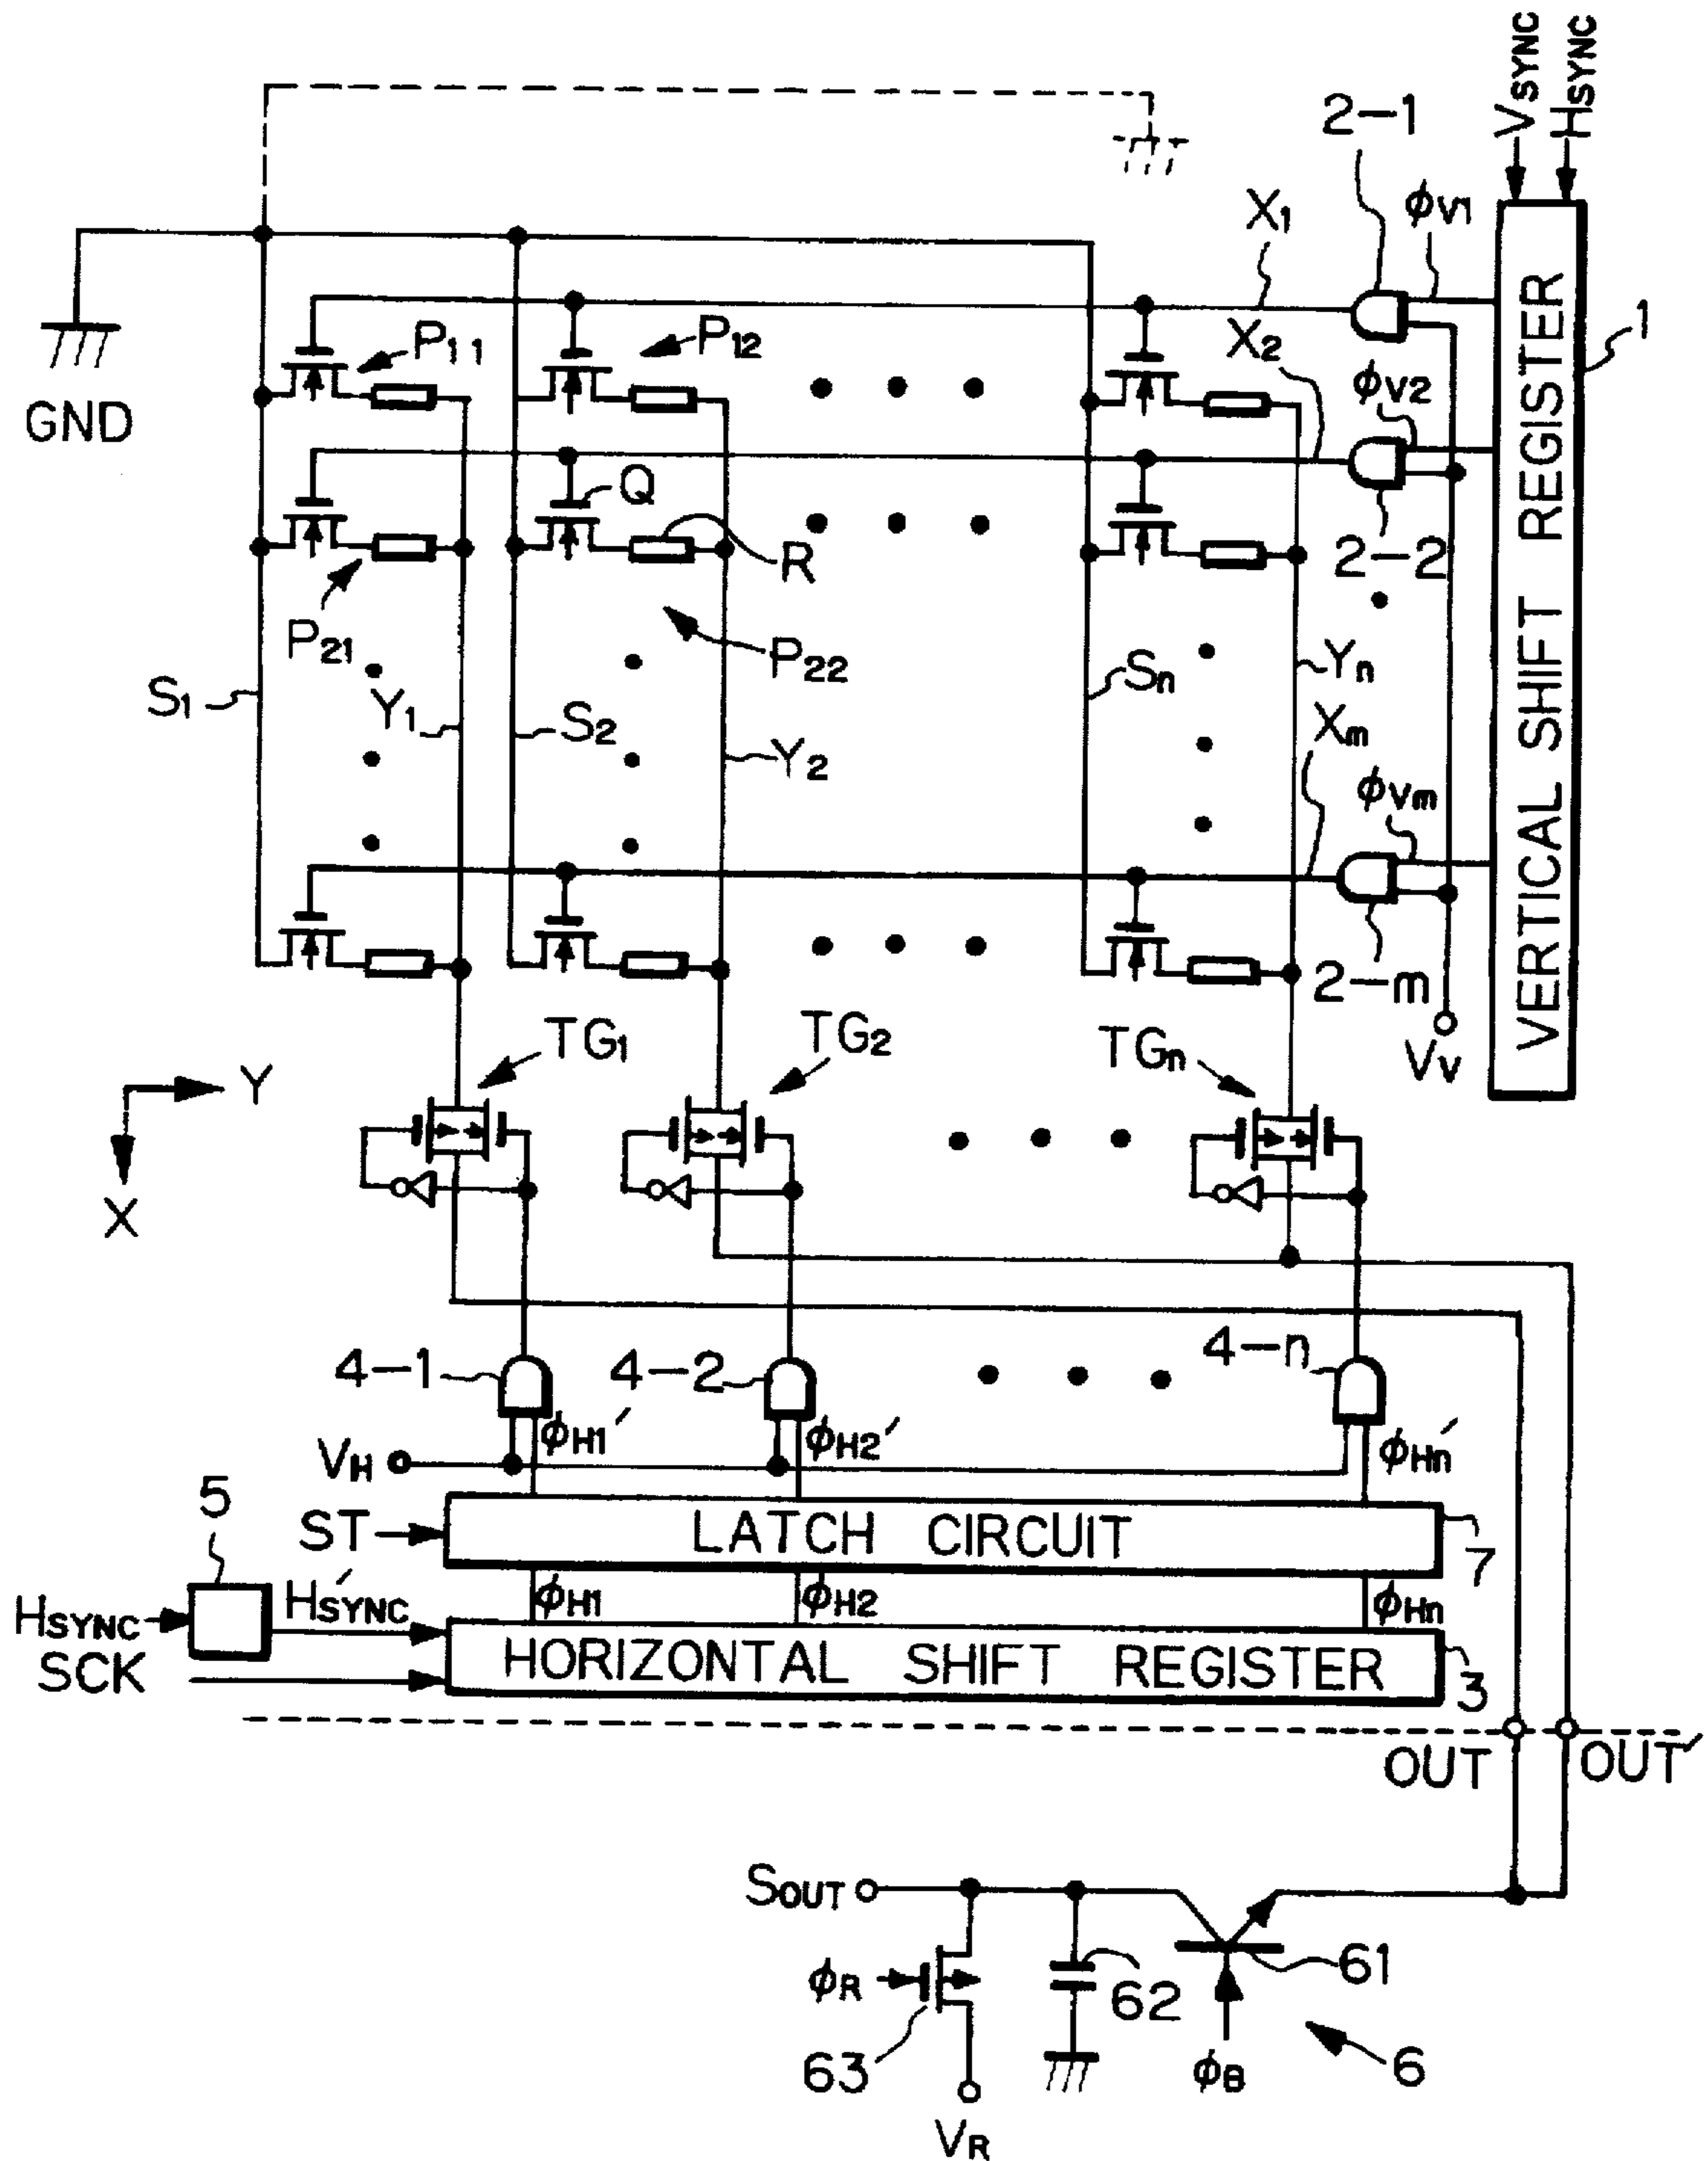 VSYNC
HSYNC
2-1
X1
ϕV1
P11
P12
X2
1
GND
ϕV2
Q
R
2-2
P21
P22
VERTICAL SHIFT REGISTER
S1
Y1
S2
Y2
Sn
Yn
Xm
ϕVm
2-m
VV
TG1
TG2
TGn
Y
X
4-1
4-2
4-n
ϕH1′
ϕH2′
ϕHn′
VH
5
ST
LATCH CIRCUIT
7
HSYNC
H′SYNC
ϕH1
ϕH2
ϕHn
SCK
HORIZONTAL SHIFT REGISTER
3
OUT
OUT′
SOUT
ϕR
62
61
63
ϕB
6
VR